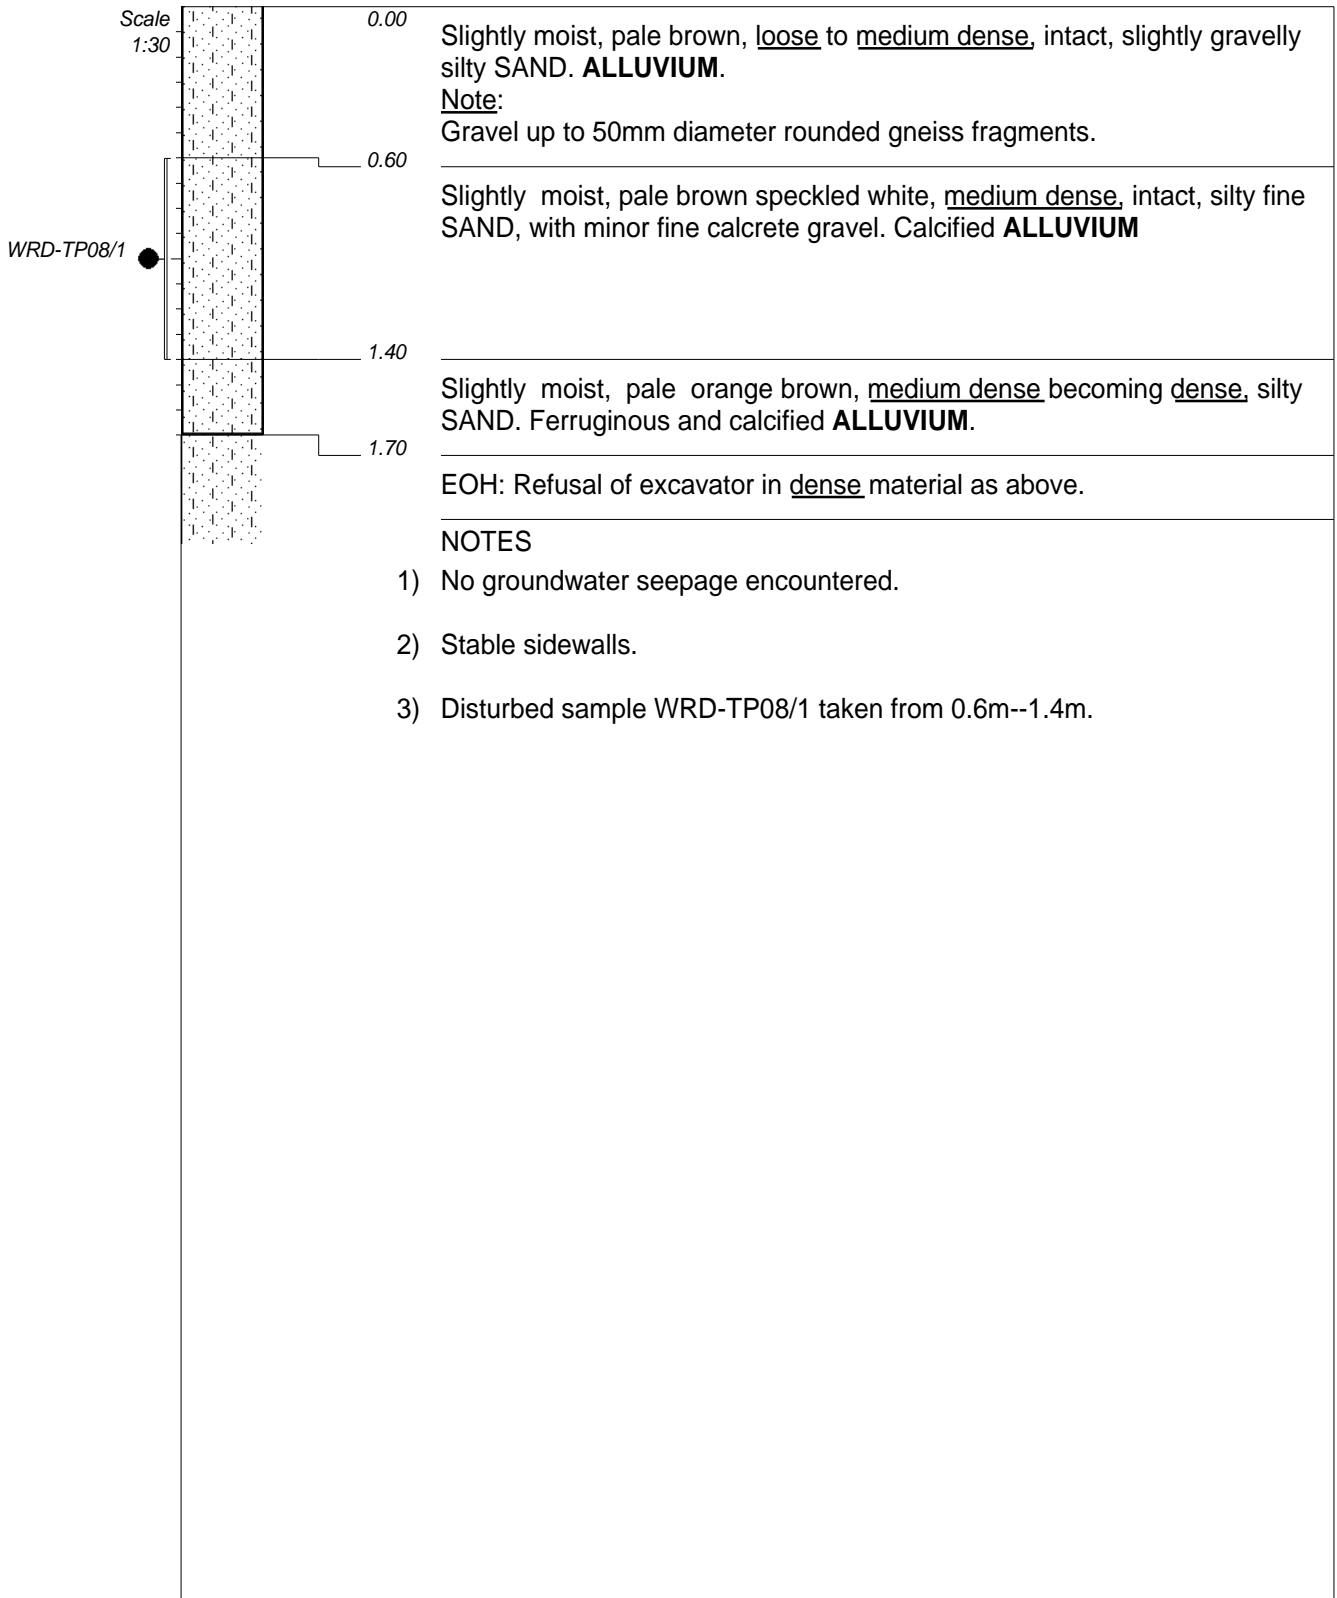 Scale
1:30
0.00
Slightly moist, pale brown, loose to medium dense, intact, slightly gravelly
silty SAND. ALLUVIUM.
Note:
Gravel up to 50mm diameter rounded gneiss fragments.
0.60
Slightly moist, pale brown speckled white, medium dense, intact, silty fine
SAND, with minor fine calcrete gravel. Calcified ALLUVIUM
WRD-TP08/1
1.40
Slightly moist, pale orange brown, medium dense becoming dense, silty
SAND. Ferruginous and calcified ALLUVIUM.
1.70
EOH: Refusal of excavator in dense material as above.
NOTES
1) No groundwater seepage encountered.
2) Stable sidewalls.
3) Disturbed sample WRD-TP08/1 taken from 0.6m--1.4m.